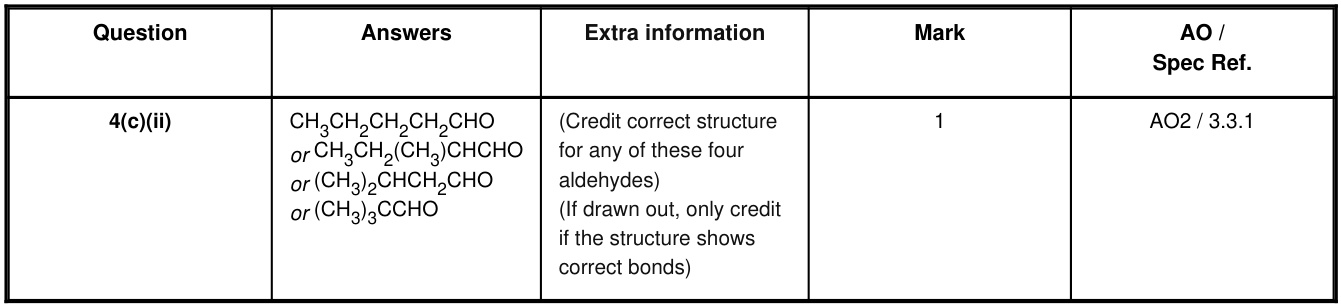 Question Answers Extra information Mark AO /
Spec Ref.
4(c)(ii) CH₃CH₂CH₂CH₂CHO (Credit correct structure 1 AO2 / 3.3.1
or CH₃CH₂(CH₃)CHCHO for any of these four
or (CH₃)₂CHCH₂CHO aldehydes)
or (CH₃)₃CCHO (If drawn out, only credit
if the structure shows
correct bonds)